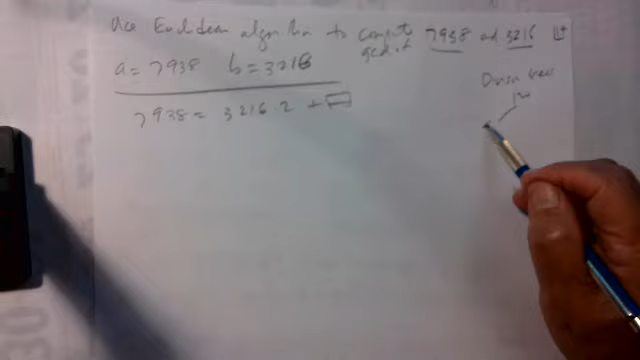 Use Euclidean algorithm to compute
gcd of 7938 and 3216
a = 7938 b = 3216
7938 = 3216 · 2 +